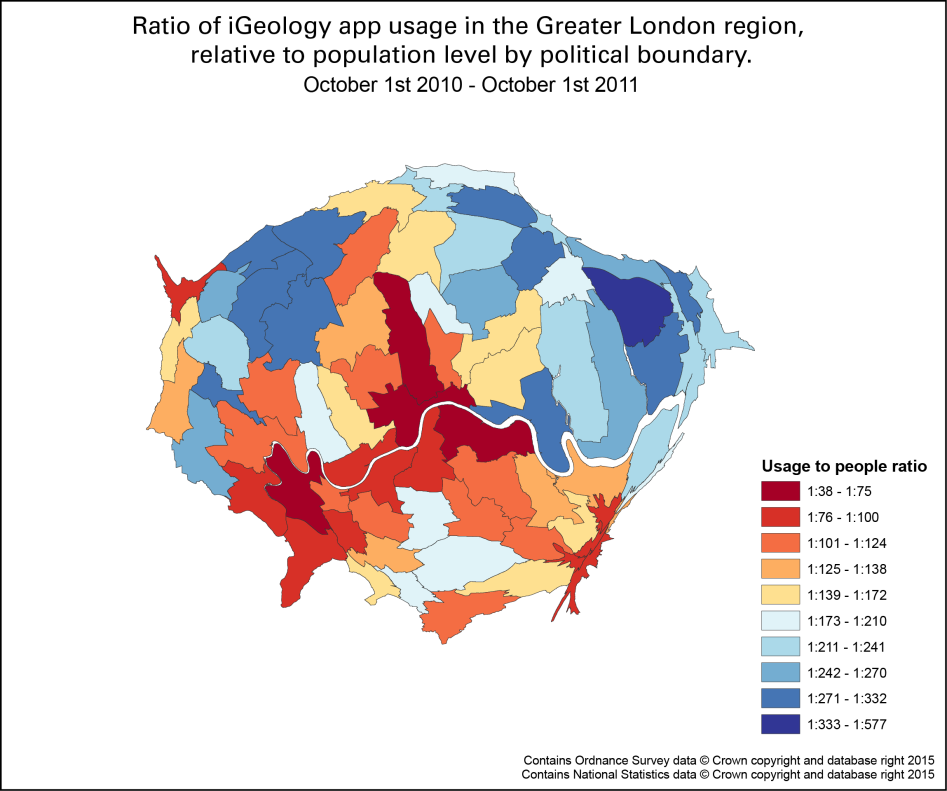 Ratio of iGeology app usage in the Greater London region,
relative to population level by political boundary.
October 1st 2010 - October 1st 2011
Usage to people ratio
1:38 - 1:75
1:76 - 1:100
1:101 - 1:124
1:125 - 1:138
1:139 - 1:172
1:173 - 1:210
1:211 - 1:241
1:242 - 1:270
1:271 - 1:332
1:333 - 1:577
Contains Ordnance Survey data © Crown copyright and database right 2015
Contains National Statistics data © Crown copyright and database right 2015